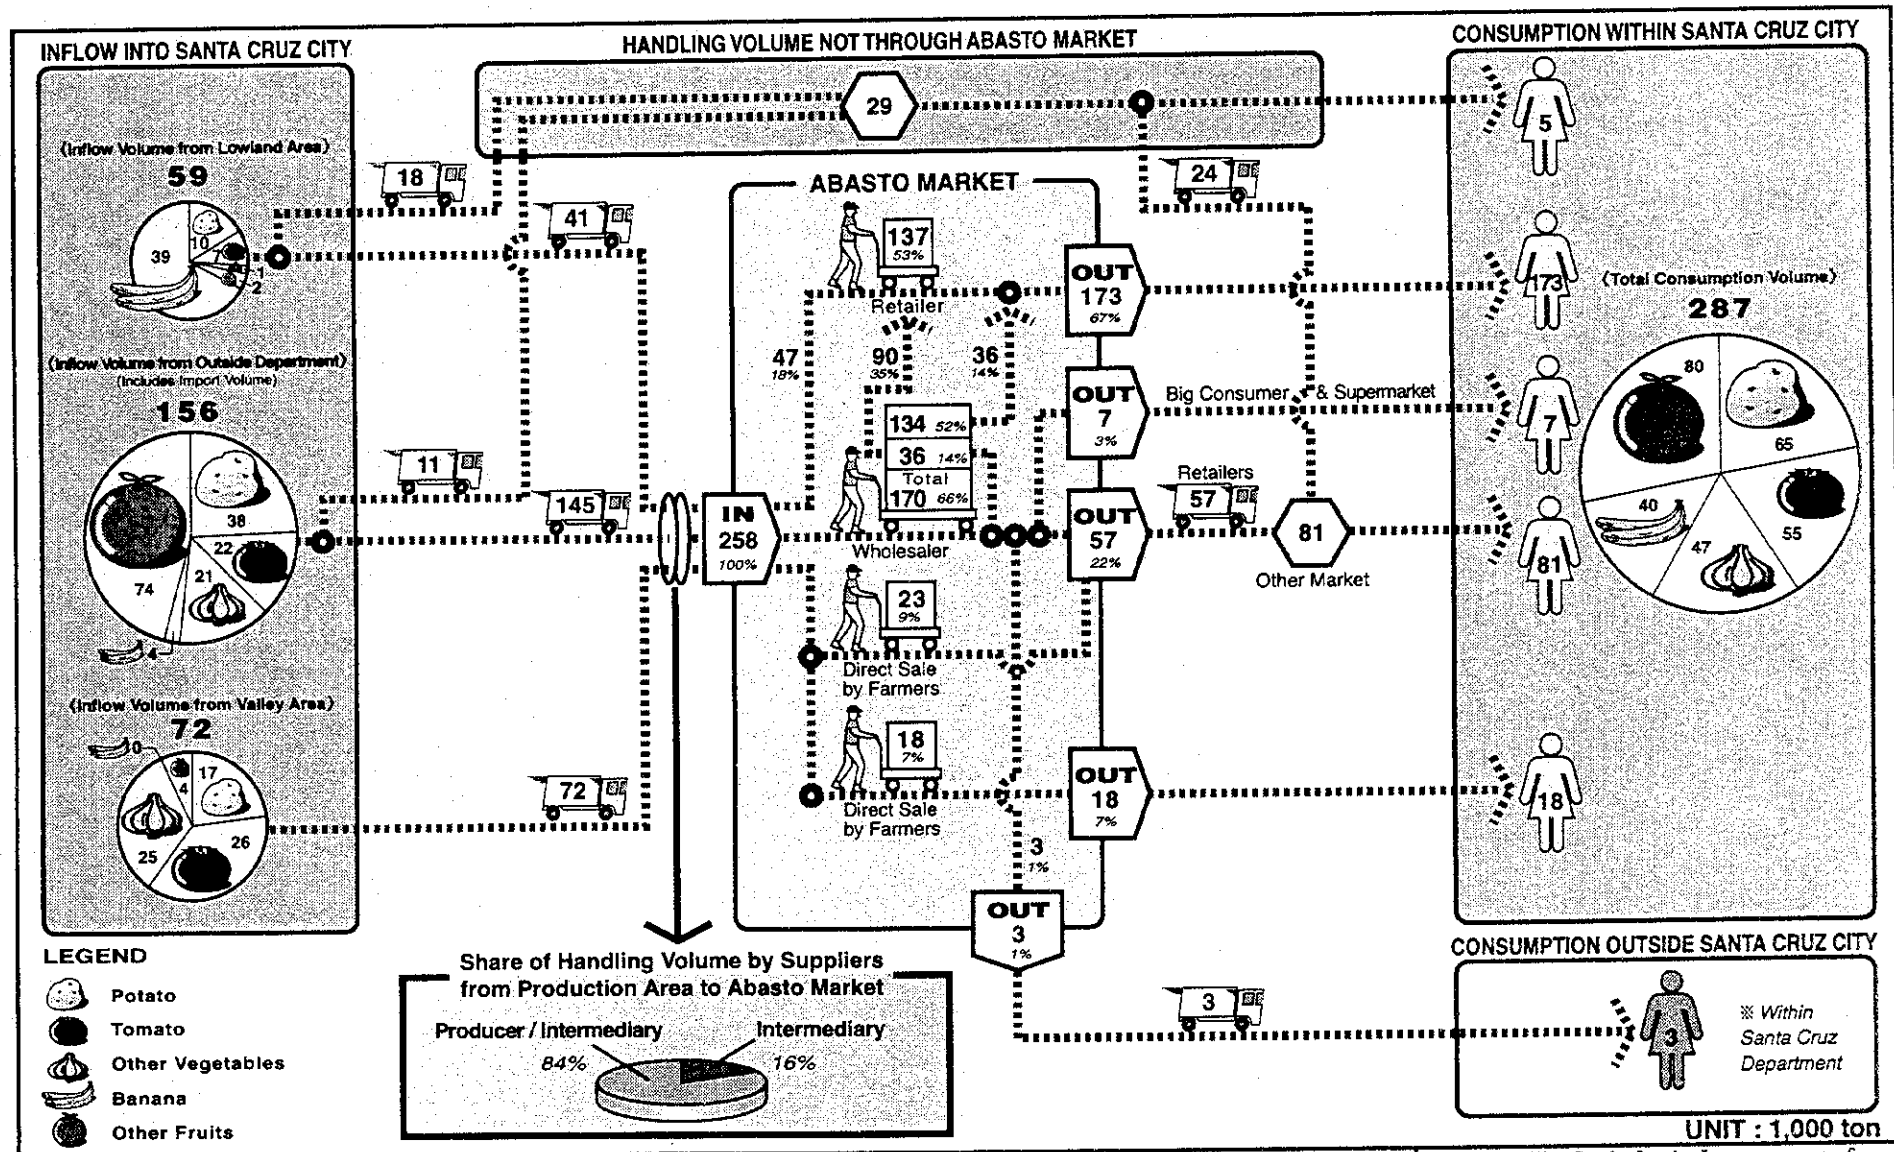 INFLOW INTO SANTA CRUZ CITY
(Inflow Volume from Lowland Area)
59
39
10
7
1
2
(Inflow Volume from Outside Department)
(Includes Import Volume)
156
38
22
21
74
4
(Inflow Volume from Valley Area)
72
0
4
17
26
25
18
41
11
145
72
HANDLING VOLUME NOT THROUGH ABASTO MARKET
29
24
ABASTO MARKET
IN
258
100%
137
53%
Retailer
47
18%
90
35%
36
14%
134 52%
36 14%
Total
170 66%
Wholesaler
23
9%
Direct Sale
by Farmers
18
7%
Direct Sale
by Farmers
3
1%
OUT
173
67%
OUT
7
3%
OUT
57
22%
OUT
18
7%
OUT
3
1%
Big Consumer & Supermarket
Retailers
57
81
Other Market
3
CONSUMPTION WITHIN SANTA CRUZ CITY
5
173
7
81
18
(Total Consumption Volume)
287
80
65
55
47
40
CONSUMPTION OUTSIDE SANTA CRUZ CITY
3
※ Within
Santa Cruz
Department
UNIT : 1,000 ton
LEGEND
Potato
Tomato
Other Vegetables
Banana
Other Fruits
Share of Handling Volume by Suppliers
from Production Area to Abasto Market
Producer / Intermediary
84%
Intermediary
16%